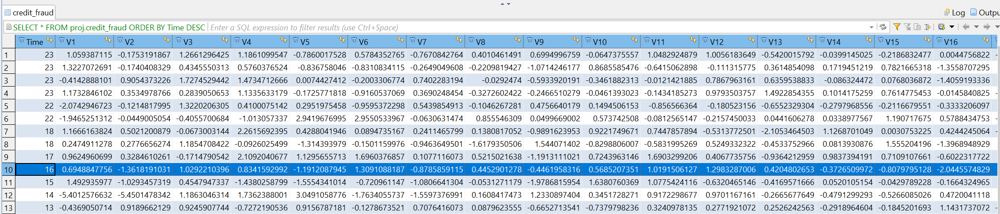 credit_fraud Log Outpu
SELECT * FROM proj.credit_fraud ORDER BY Time DESC Enter a SQL expression to filter results (use Ctrl+Space)
Time V1 V2 V3 V4 V5 V6 V7 V8 V9 V10 V11 V12 V13 V14 V15 V16
1 23 1.059387115 -0.1753191867 1.2661296425 1.1861099547 -0.7860017528 0.5784352765 -0.7670842764 0.4010461491 0.6994996759 -0.0647375557 1.0482924879 1.0056183649 -0.5420015792 -0.0399145025 -0.2186832477 0.0044756822 -
2 23 1.3227072691 -0.1740408329 0.4345550313 0.5760376524 -0.836758046 -0.8310834115 -0.2649049608 -0.2209819427 -1.0714246177 0.8685585476 -0.6415062898 -0.111315775 0.3614854098 0.1719451219 0.7821665318 -1.3558707295
3 23 -0.4142888101 0.9054373226 1.7274529442 1.4734712666 0.0074427412 -0.2003306774 0.7402283194 -0.0292474 -0.5933920191 -0.3461882313 -0.0121421885 0.7867963161 0.6359538833 -0.086324472 0.0768036872 -1.4059193336
4 23 1.1732846102 0.3534978766 0.2839050653 1.1335633179 -0.1725771818 -0.9160537069 0.3690248454 -0.3272602422 -0.2466510279 -0.0461393023 -0.1434185273 0.9793503757 1.4922854355 0.1014175259 0.7614775453 -0.0145840825 -
5 22 -2.0742946723 -0.1214817995 1.3220206305 0.4100075142 0.2951975458 -0.9595372298 0.5439854913 -0.1046267281 0.4756640179 0.1494506153 -0.856566364 -0.180523156 -0.6552329304 -0.2797968556 -0.2116679551 -0.3333206097
6 22 -1.9465251312 -0.0449005054 -0.4055700684 -1.013057337 2.9419676995 2.9550533967 -0.0630631474 0.855546309 0.0499669002 0.573742508 -0.0812565147 -0.2157450033 0.0441606278 0.0338977567 1.190717675 0.5788434753 -
7 18 1.1666163824 0.5021200879 -0.0673003144 2.2615692395 0.4288041946 0.0894735167 0.2411465799 0.1380817052 -0.9891623953 0.9221749671 0.7447857894 -0.5313772501 -2.1053464503 1.1268701049 0.0030753225 0.4244245064 -
8 18 0.2474911278 0.2776656274 1.1854708422 -0.0926025499 -1.314393979 -0.1501159976 -0.9463649501 -1.6179350506 1.544071402 -0.8298806007 -0.5831995269 0.5249332322 -0.4533752966 0.0813930876 1.555204196 -1.3968948929
9 17 0.9624960699 0.3284610261 -0.1714790542 2.1092040677 1.1295655713 1.6960376857 0.1077116073 0.5215021638 -1.1913111021 0.7243963146 1.6903299206 0.4067735756 -0.9364212959 0.9837394191 0.7109107661 -0.6022317722
10 16 0.6948847756 -1.3618191031 1.0292210396 0.8341592992 -1.1912087945 1.3091088187 -0.8785859115 0.4452901278 -0.4461958316 0.5685207351 1.0191506127 1.2983287006 0.4204802653 -0.3726509972 -0.8079795128 -2.0445574829
11 15 1.492935977 -1.0293457319 0.4547947337 -1.4380258799 -1.5554341014 -0.720961147 -1.0806641304 -0.0531271179 -1.9786815954 1.6380760369 1.0775424116 -0.6320465146 -0.4169571666 0.0520105154 -0.0429789228 -0.1664324965
12 14 -5.4012576632 -5.4501478342 1.1863046314 1.7362388001 3.0491058776 -1.7634055737 -1.5597376991 0.1608417473 1.2330897404 0.3451728271 0.9172298677 0.9701167161 -0.2665677649 -0.4791299293 -0.5266085026 0.4720041118
13 13 -0.4369050714 0.9189662129 0.9245907744 -0.7272190536 0.9156787181 -0.1278673521 0.7076416073 0.0879623555 -0.6652713541 -0.7379798236 0.3240978135 0.2771921072 0.2526242563 -0.2918964604 -0.1845201693 1.1431737072 -